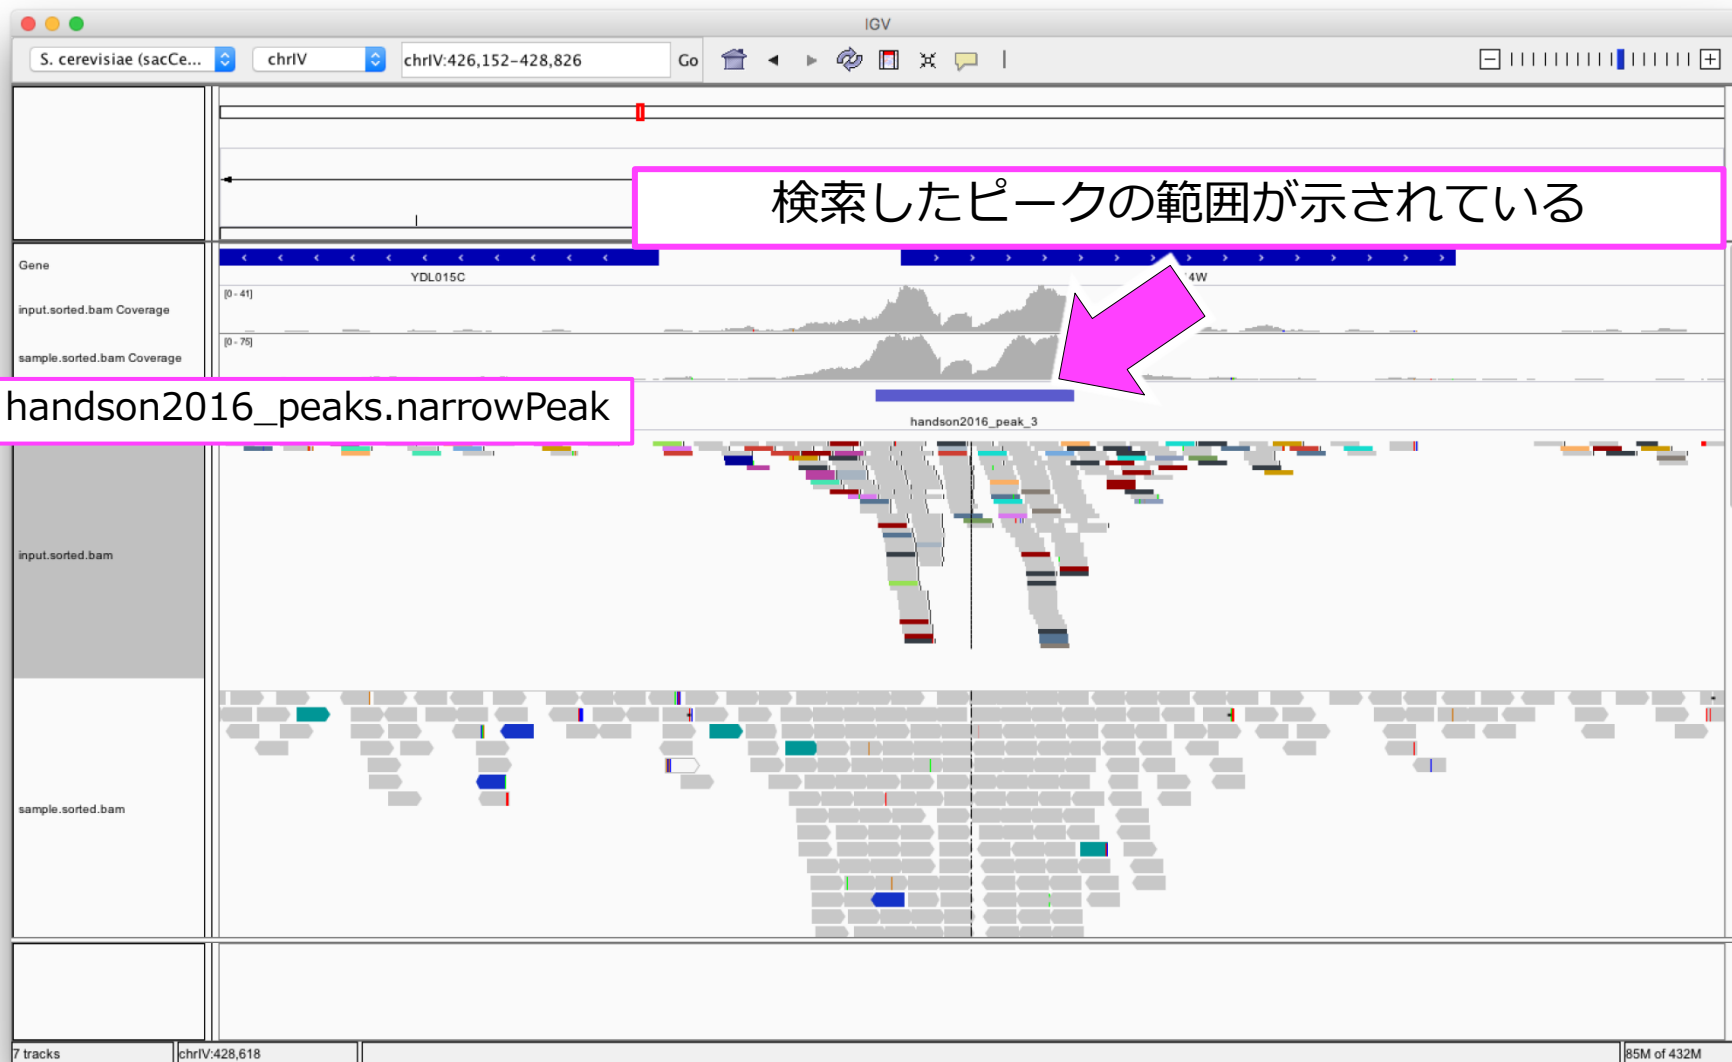 IGV
S. cerevisiae (sacCe...
chrIV
chrIV:426,152-428,826
Go
検索したピークの範囲が示されている
Gene
YDL015C
4W
input.sorted.bam Coverage
[0 - 41]
sample.sorted.bam Coverage
[0 - 75]
handson2016_peaks.narrowPeak
handson2016_peak_3
input.sorted.bam
sample.sorted.bam
7 tracks
chrIV:428,618
85M of 432M